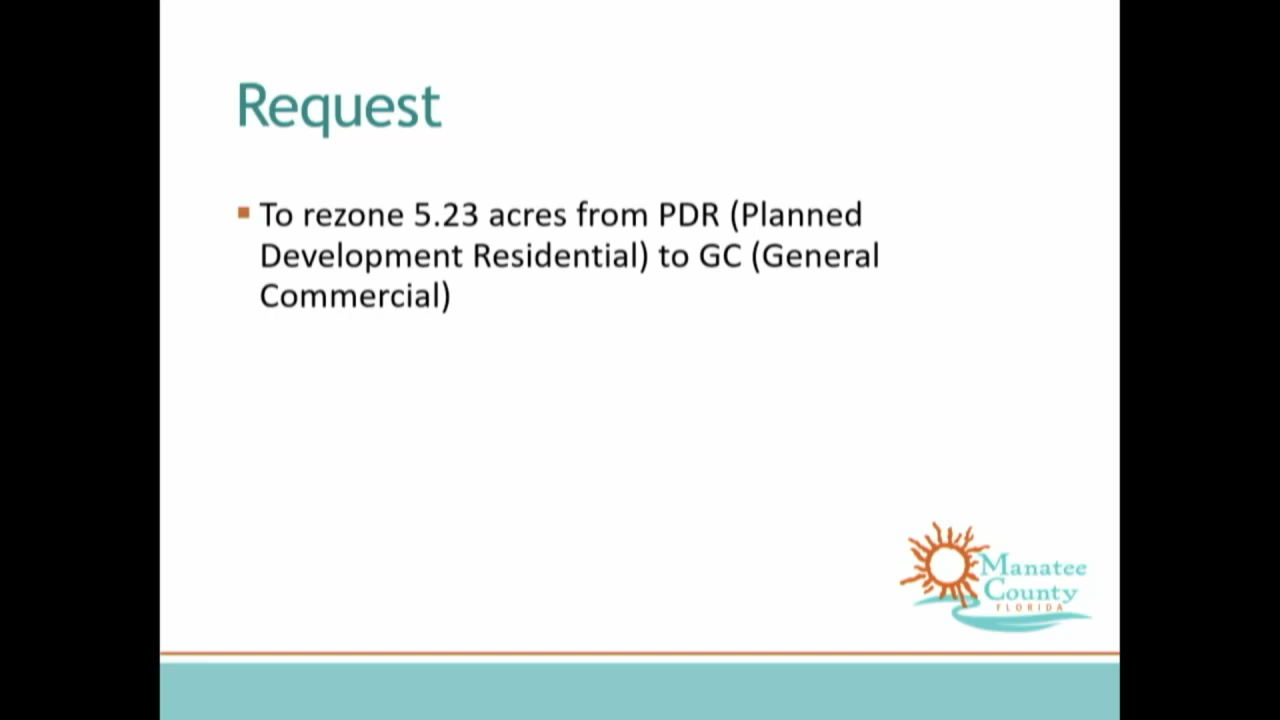 Request
To rezone 5.23 acres from PDR (Planned
Development Residential) to GC (General
Commercial)
Manatee
County
FLORIDA